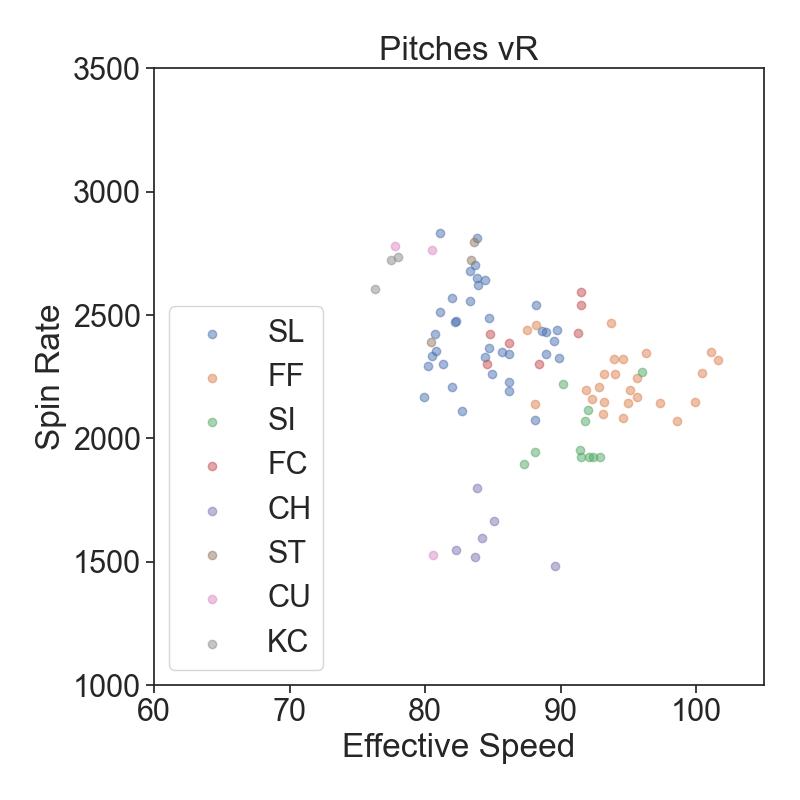 Pitches vR
3500
3000
2500
2000
1500
1000
Spin Rate
SL
FF
SI
FC
CH
ST
CU
KC
60 70 80 90 100
Effective Speed